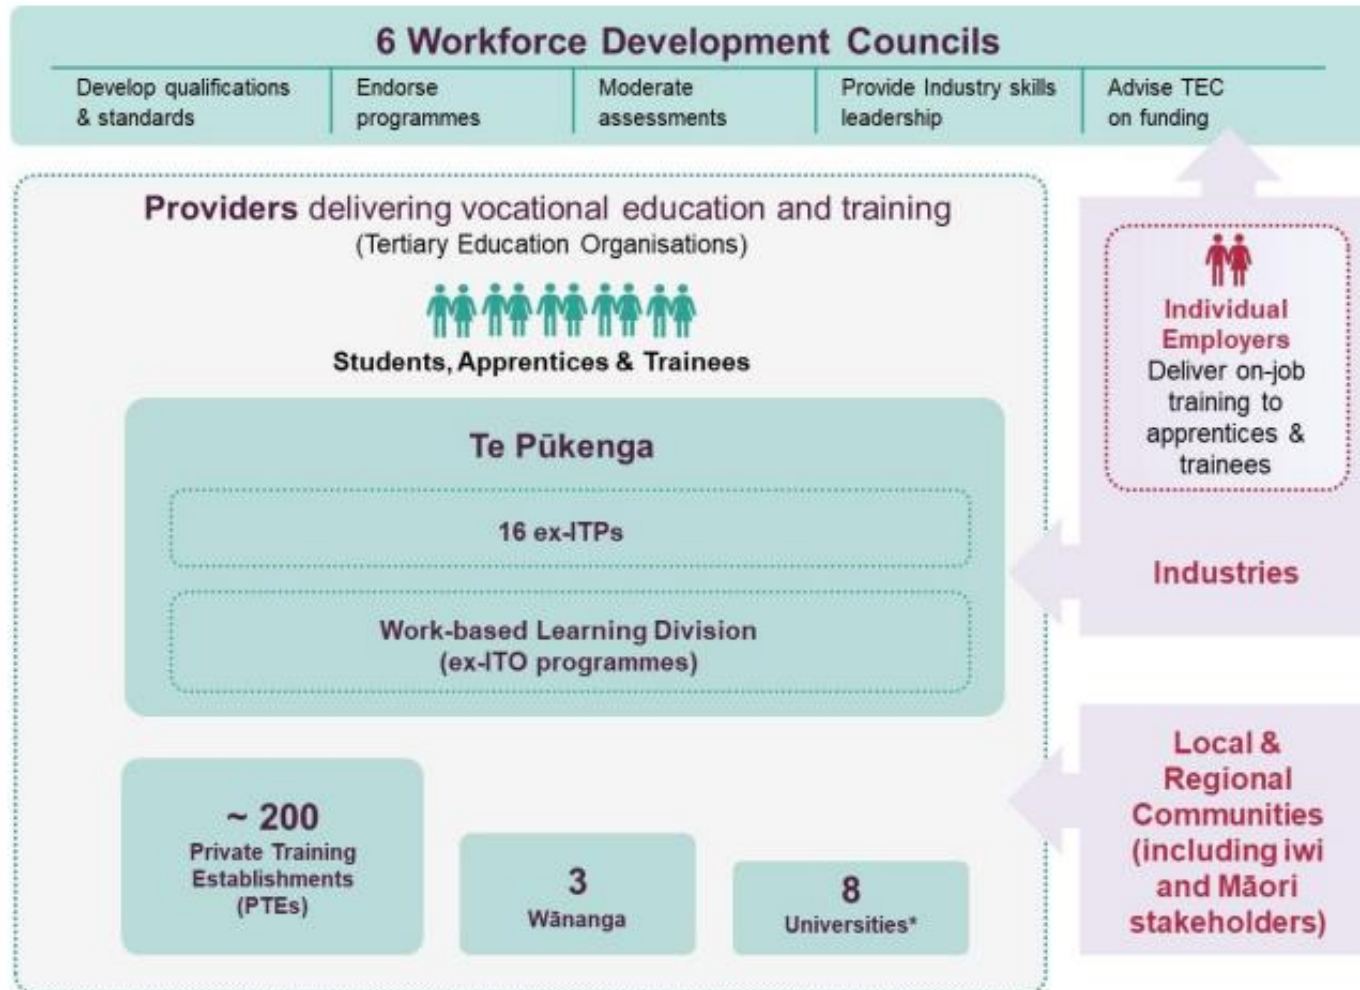 6 Workforce Development Councils
Develop qualifications
& standards
Endorse
programmes
Moderate
assessments
Provide Industry skills
leadership
Advise TEC
on funding
Providers delivering vocational education and training
(Tertiary Education Organisations)
Students, Apprentices & Trainees
Te Pūkenga
16 ex-ITPs
Work-based Learning Division
(ex-ITO programmes)
~ 200
Private Training
Establishments
(PTEs)
3
Wānanga
8
Universities*
Individual
Employers
Deliver on-job
training to
apprentices &
trainees
Industries
Local &
Regional
Communities
(including iwi
and Māori
stakeholders)